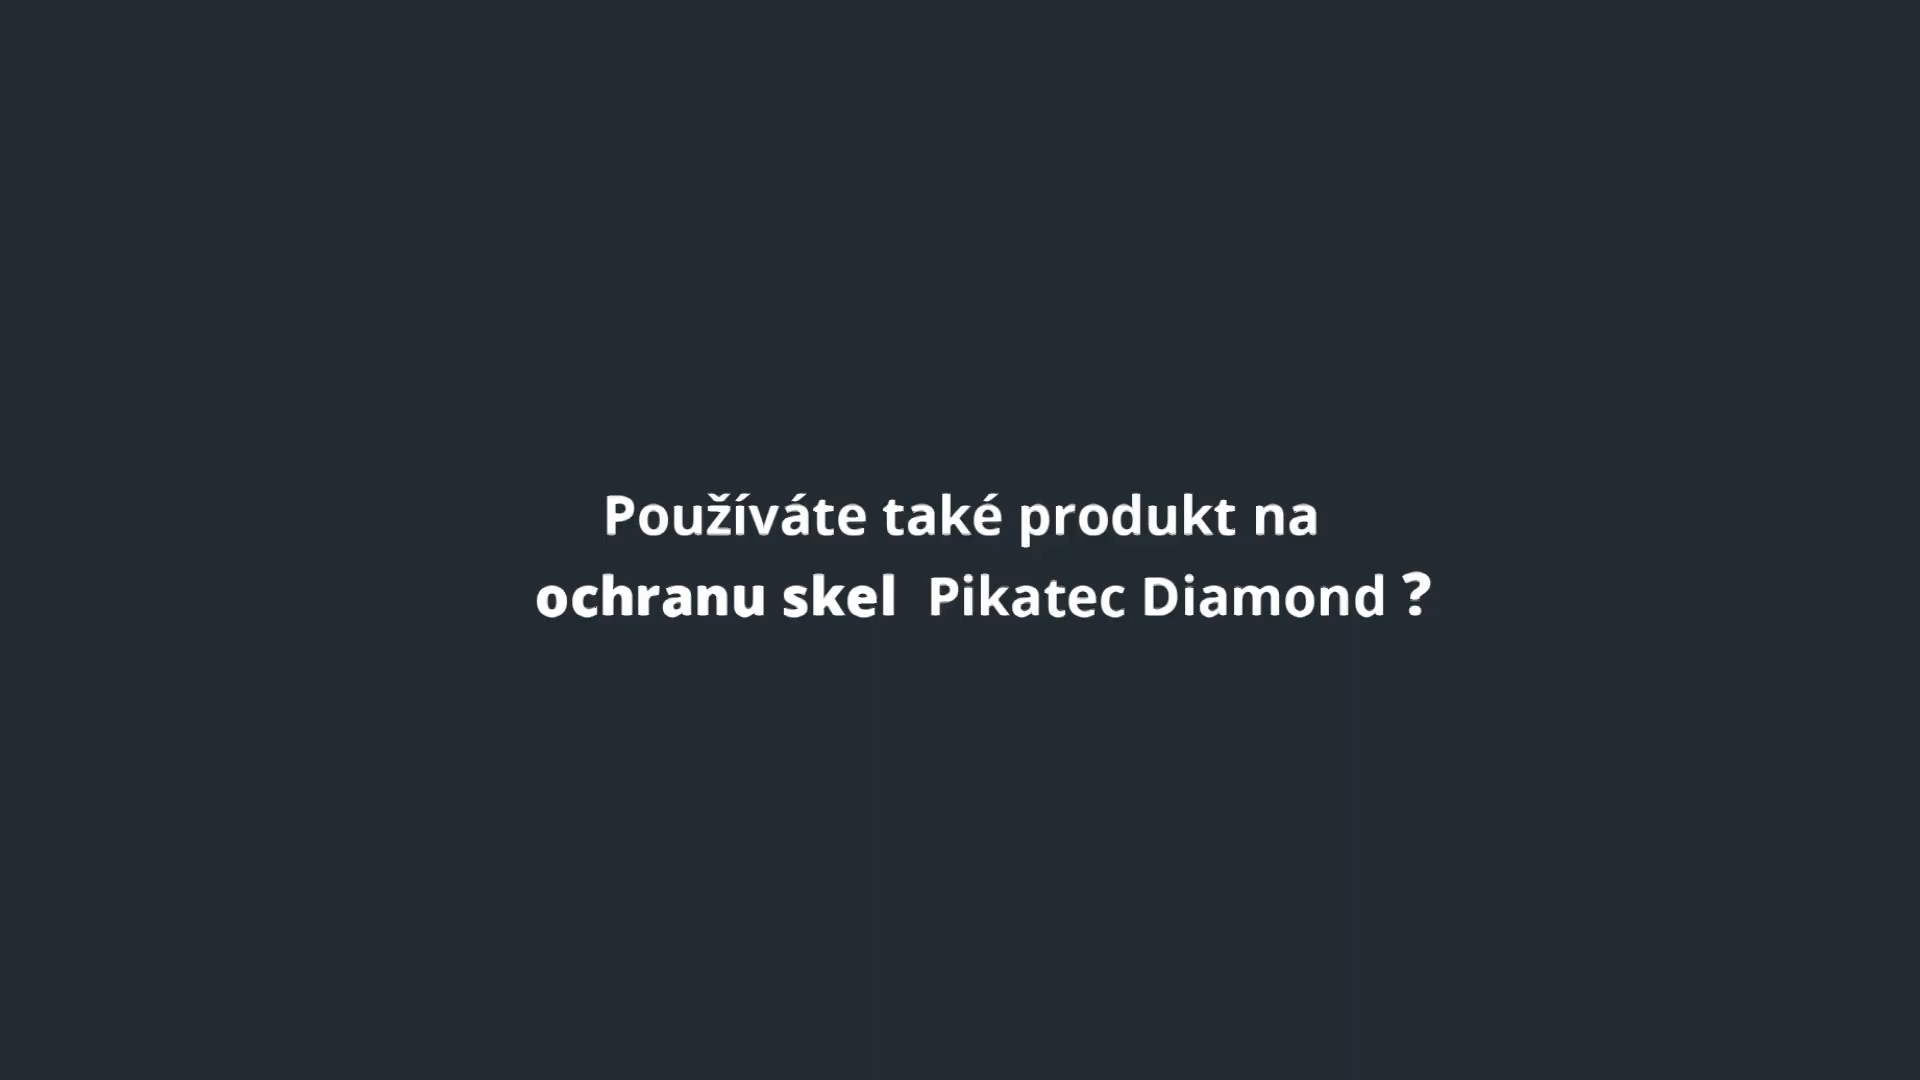 Používáte také produkt na
ochranu skel Pikatec Diamond ?